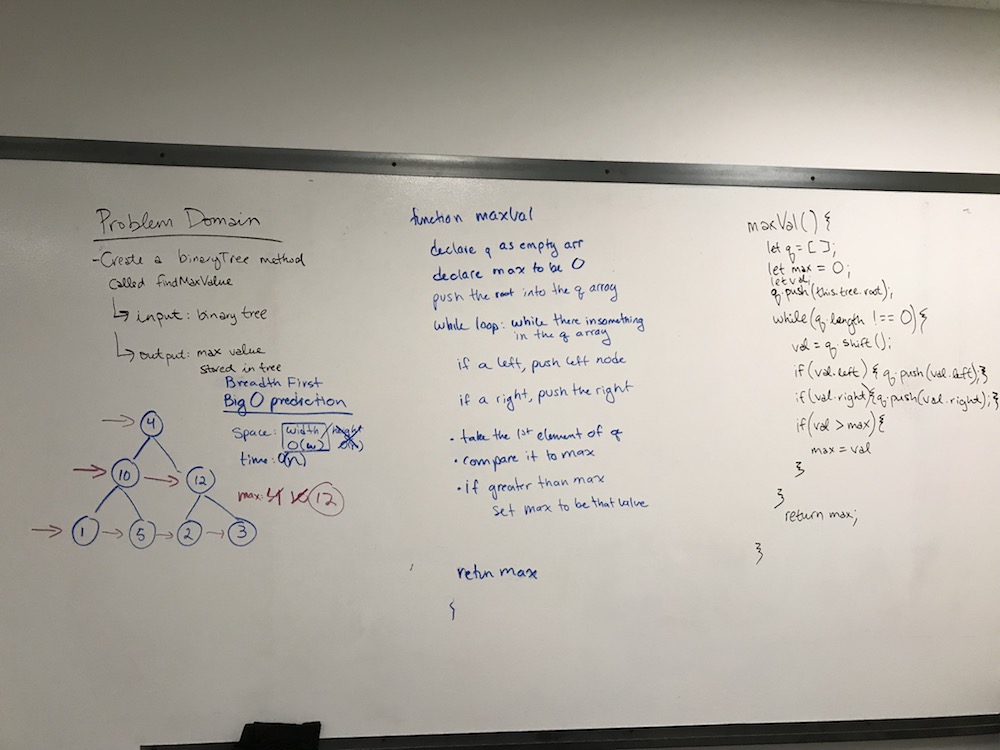 Problem Domain
-Create a binaryTree method
called findMaxValue
↳ input: binary tree
↳ output: max value
stored in tree
Breadth First
Big O prediction
Space: width / height
O(w) O(h)
time: O(n)
max: 4 10 12
4
10 12
1 5 2 3
function maxVal
declare q as empty arr
declare max to be 0
push the root into the q array
while loop: while there is something
in the q array
if a left, push left node
if a right, push the right
• take the 1st element of q
• compare it to max
• if greater than max
set max to be that value
return max
}
maxVal() {
let q = [ ];
let max = 0;
let val;
q.push(this.tree.root);
while(q.length !== 0) {
val = q.shift();
if(val.left) { q.push(val.left); }
if(val.right) { q.push(val.right); }
if(val > max) {
max = val
}
}
return max;
}